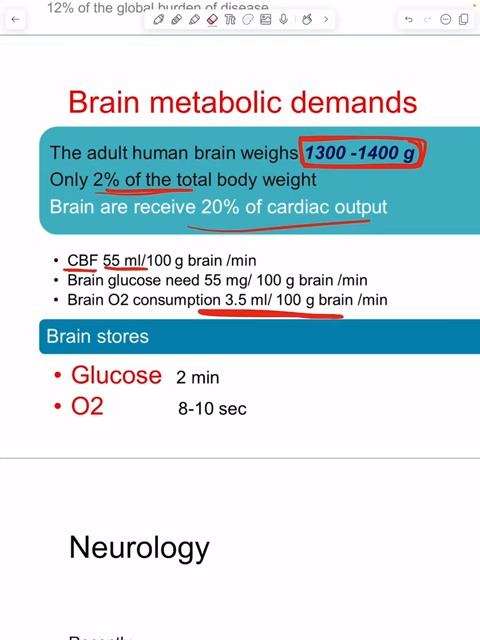 12% of the global burden of disease
Brain metabolic demands
The adult human brain weighs 1300 -1400 g
Only 2% of the total body weight
Brain are receive 20% of cardiac output
• CBF 55 ml/100 g brain /min
• Brain glucose need 55 mg/ 100 g brain /min
• Brain O2 consumption 3.5 ml/ 100 g brain /min
Brain stores
• Glucose 2 min
• O2 8-10 sec
Neurology
Recently